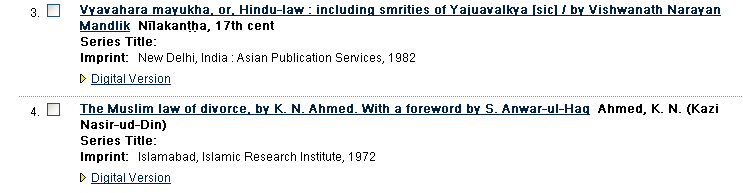 3. Vyavahara mayukha, or, Hindu-law : including smrities of Yajuavalkya [sic] / by Vishwanath Narayan
Mandlik Nīlakaṇṭha, 17th cent
Series Title:
Imprint: New Delhi, India : Asian Publication Services, 1982
Digital Version
4. The Muslim law of divorce, by K. N. Ahmed. With a foreword by S. Anwar-ul-Haq Ahmed, K. N. (Kazi
Nasir-ud-Din)
Series Title:
Imprint: Islamabad, Islamic Research Institute, 1972
Digital Version